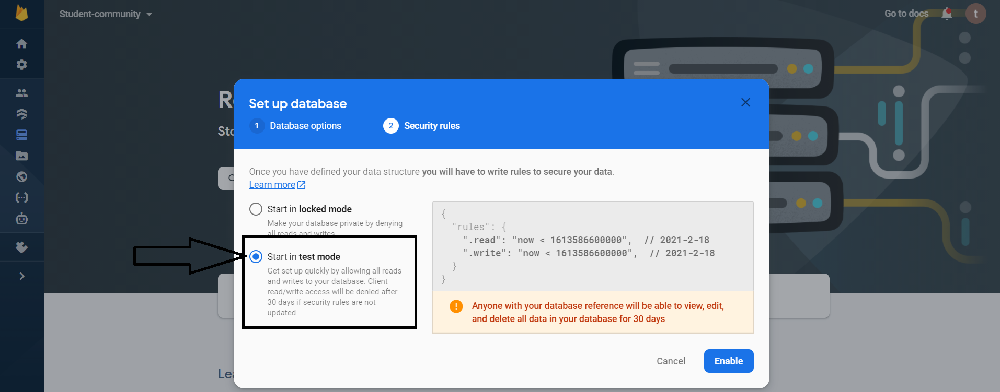 Student-community
Go to docs
t
Set up database
1 Database options
2 Security rules
Once you have defined your data structure you will have to write rules to secure your data.
Learn more
Start in locked mode
Make your database private by denying
all reads and writes
Start in test mode
Get set up quickly by allowing all reads
and writes to your database. Client
read/write access will be denied after
30 days if security rules are not
updated
{
"rules": {
".read": "now < 1613586600000", // 2021-2-18
".write": "now < 1613586600000", // 2021-2-18
}
}
Anyone with your database reference will be able to view, edit,
and delete all data in your database for 30 days
Cancel
Enable